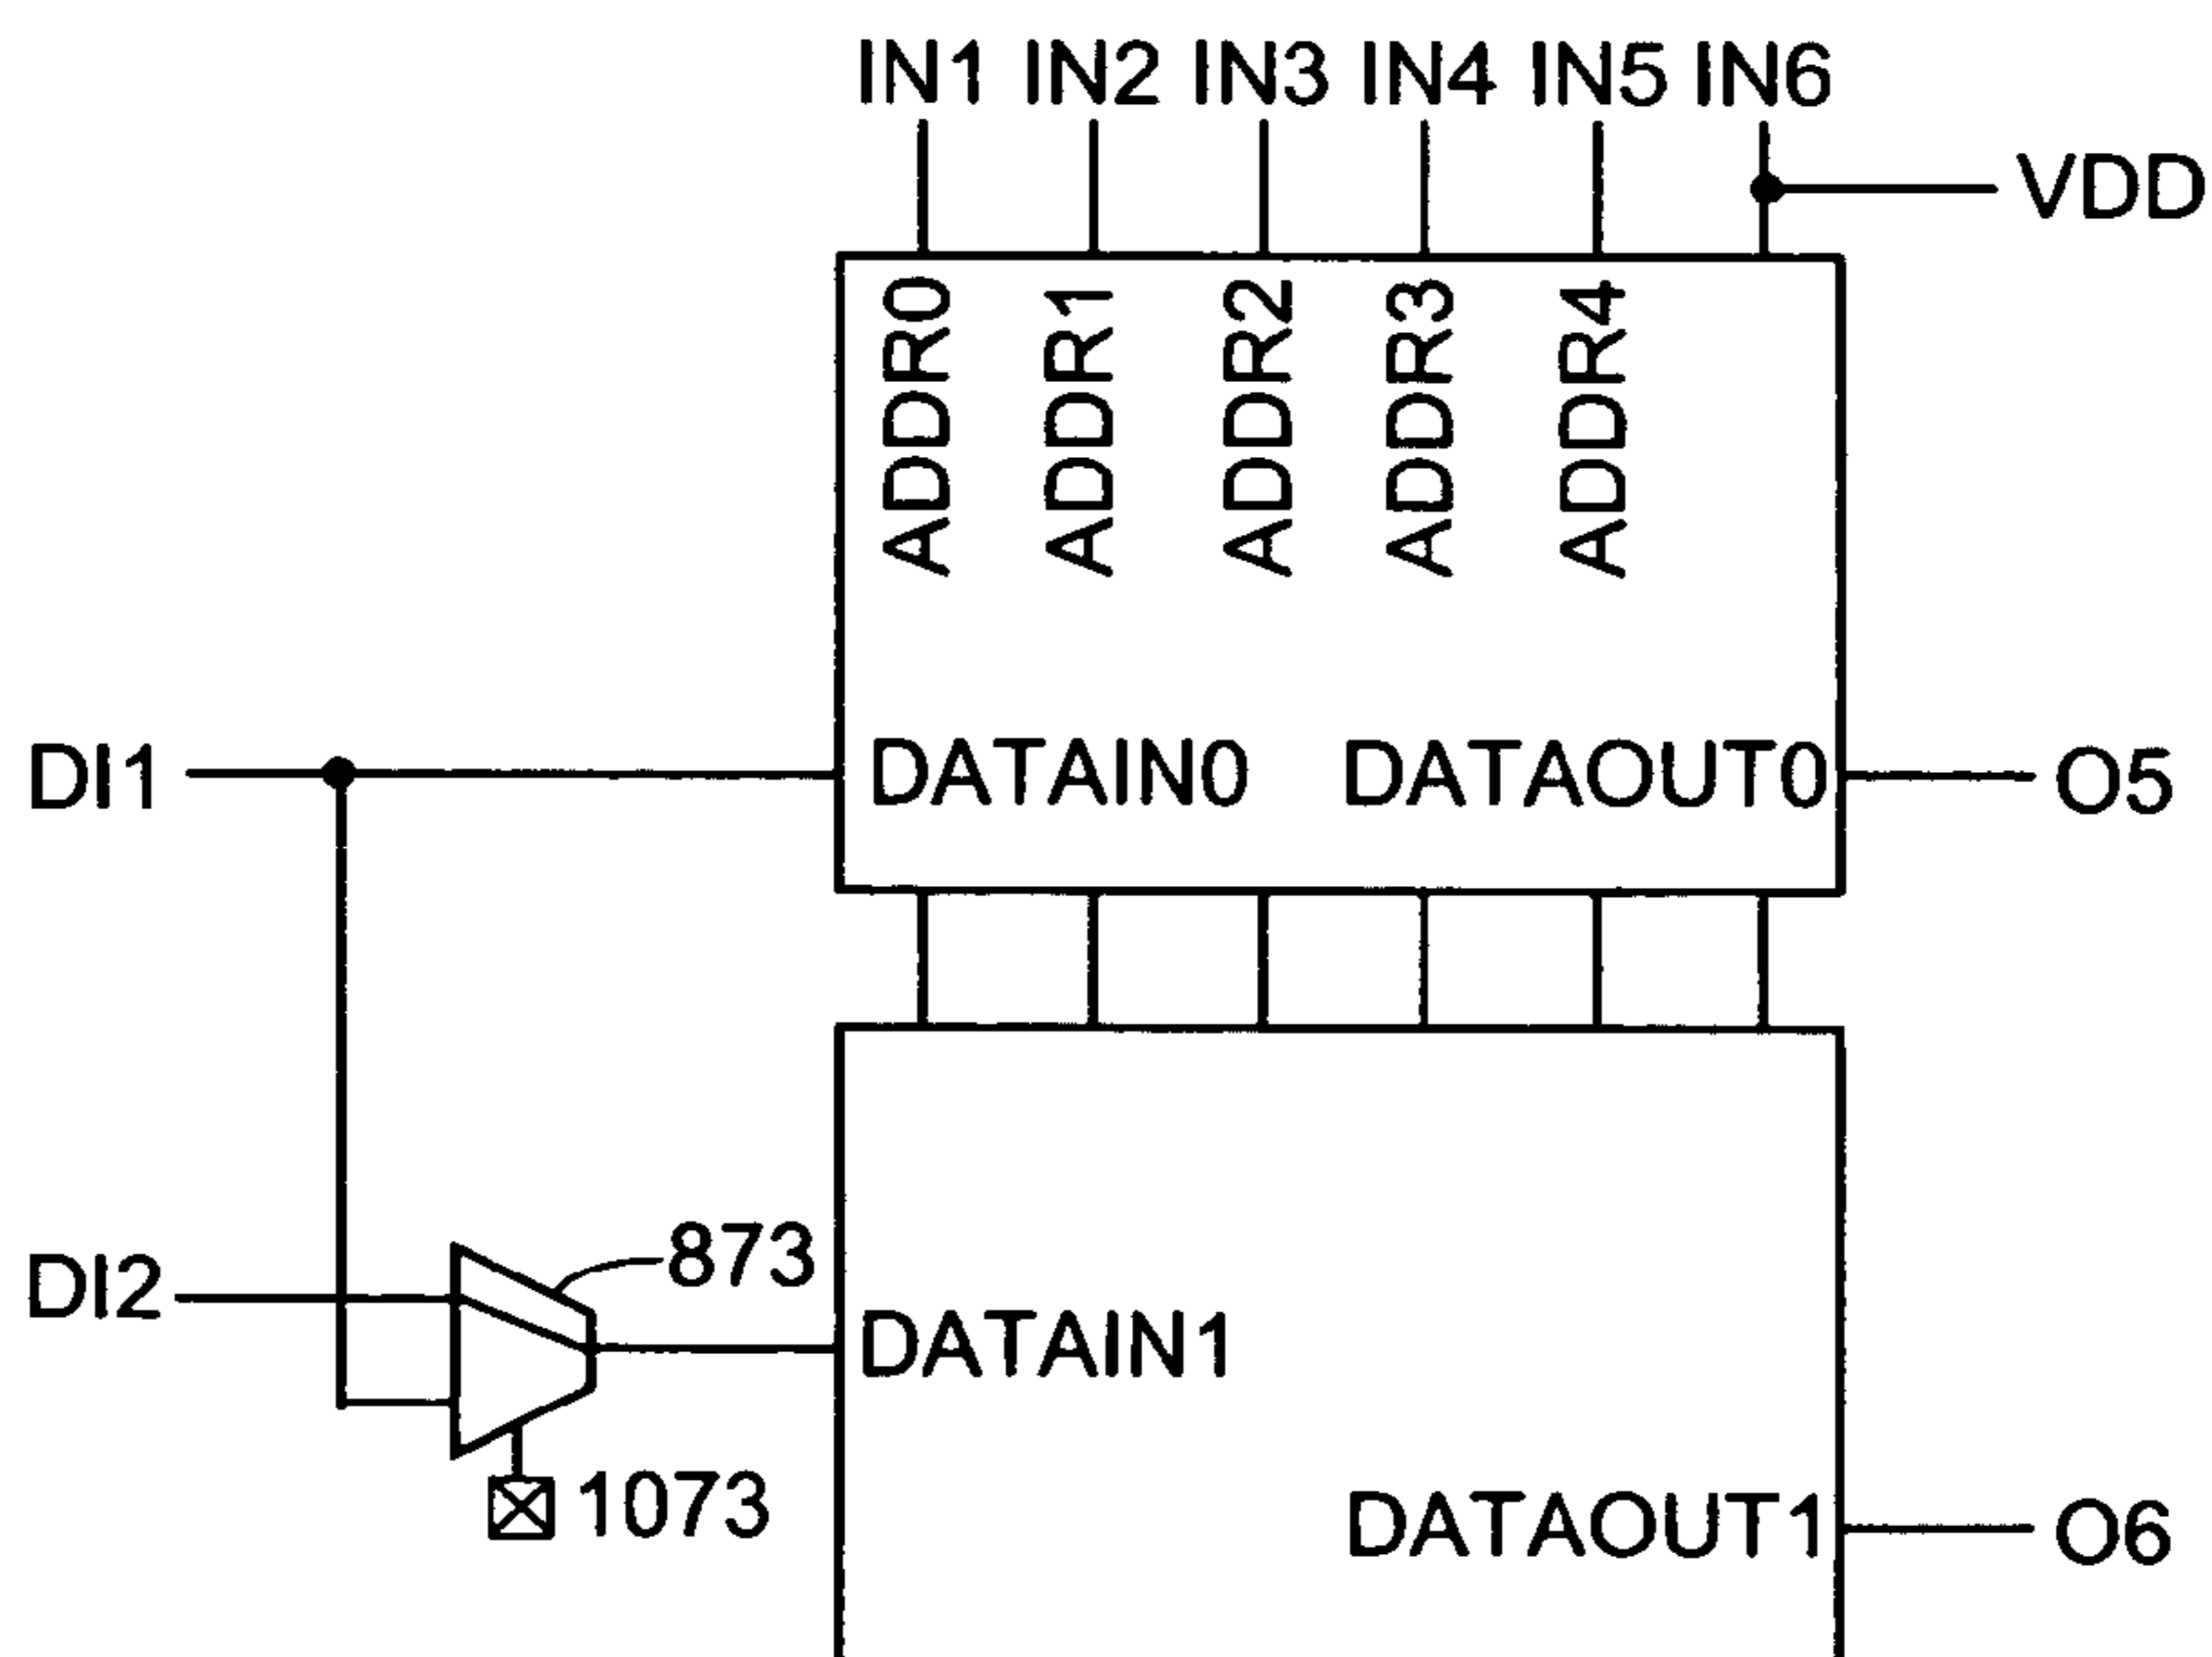 IN1 IN2 IN3 IN4 IN5 IN6
VDD
ADDR0
ADDR1
ADDR2
ADDR3
ADDR4
DI1
DATAIN0
DATAOUT0
O5
873
DI2
DATAIN1
1073
DATAOUT1
O6